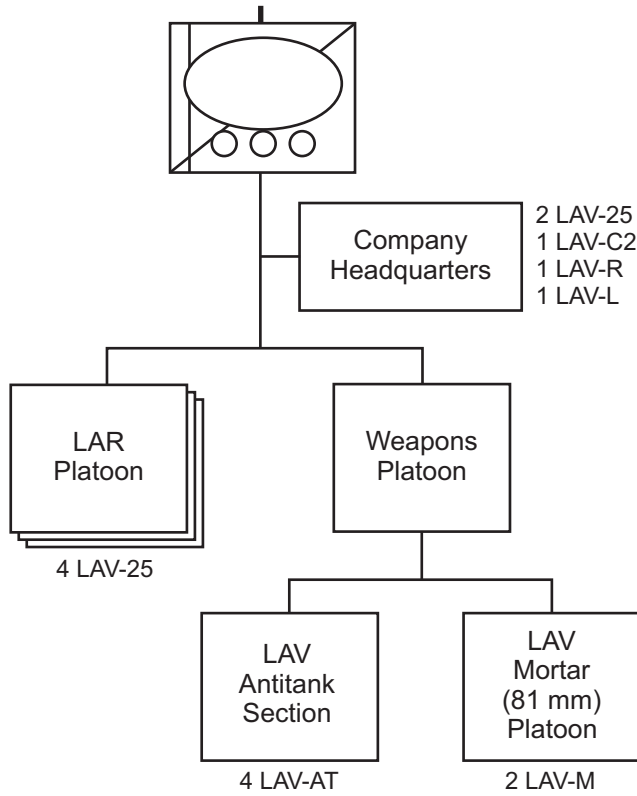 Company
Headquarters
2 LAV-25
1 LAV-C2
1 LAV-R
1 LAV-L
LAR
Platoon
4 LAV-25
Weapons
Platoon
LAV
Antitank
Section
4 LAV-AT
LAV
Mortar
(81 mm)
Platoon
2 LAV-M